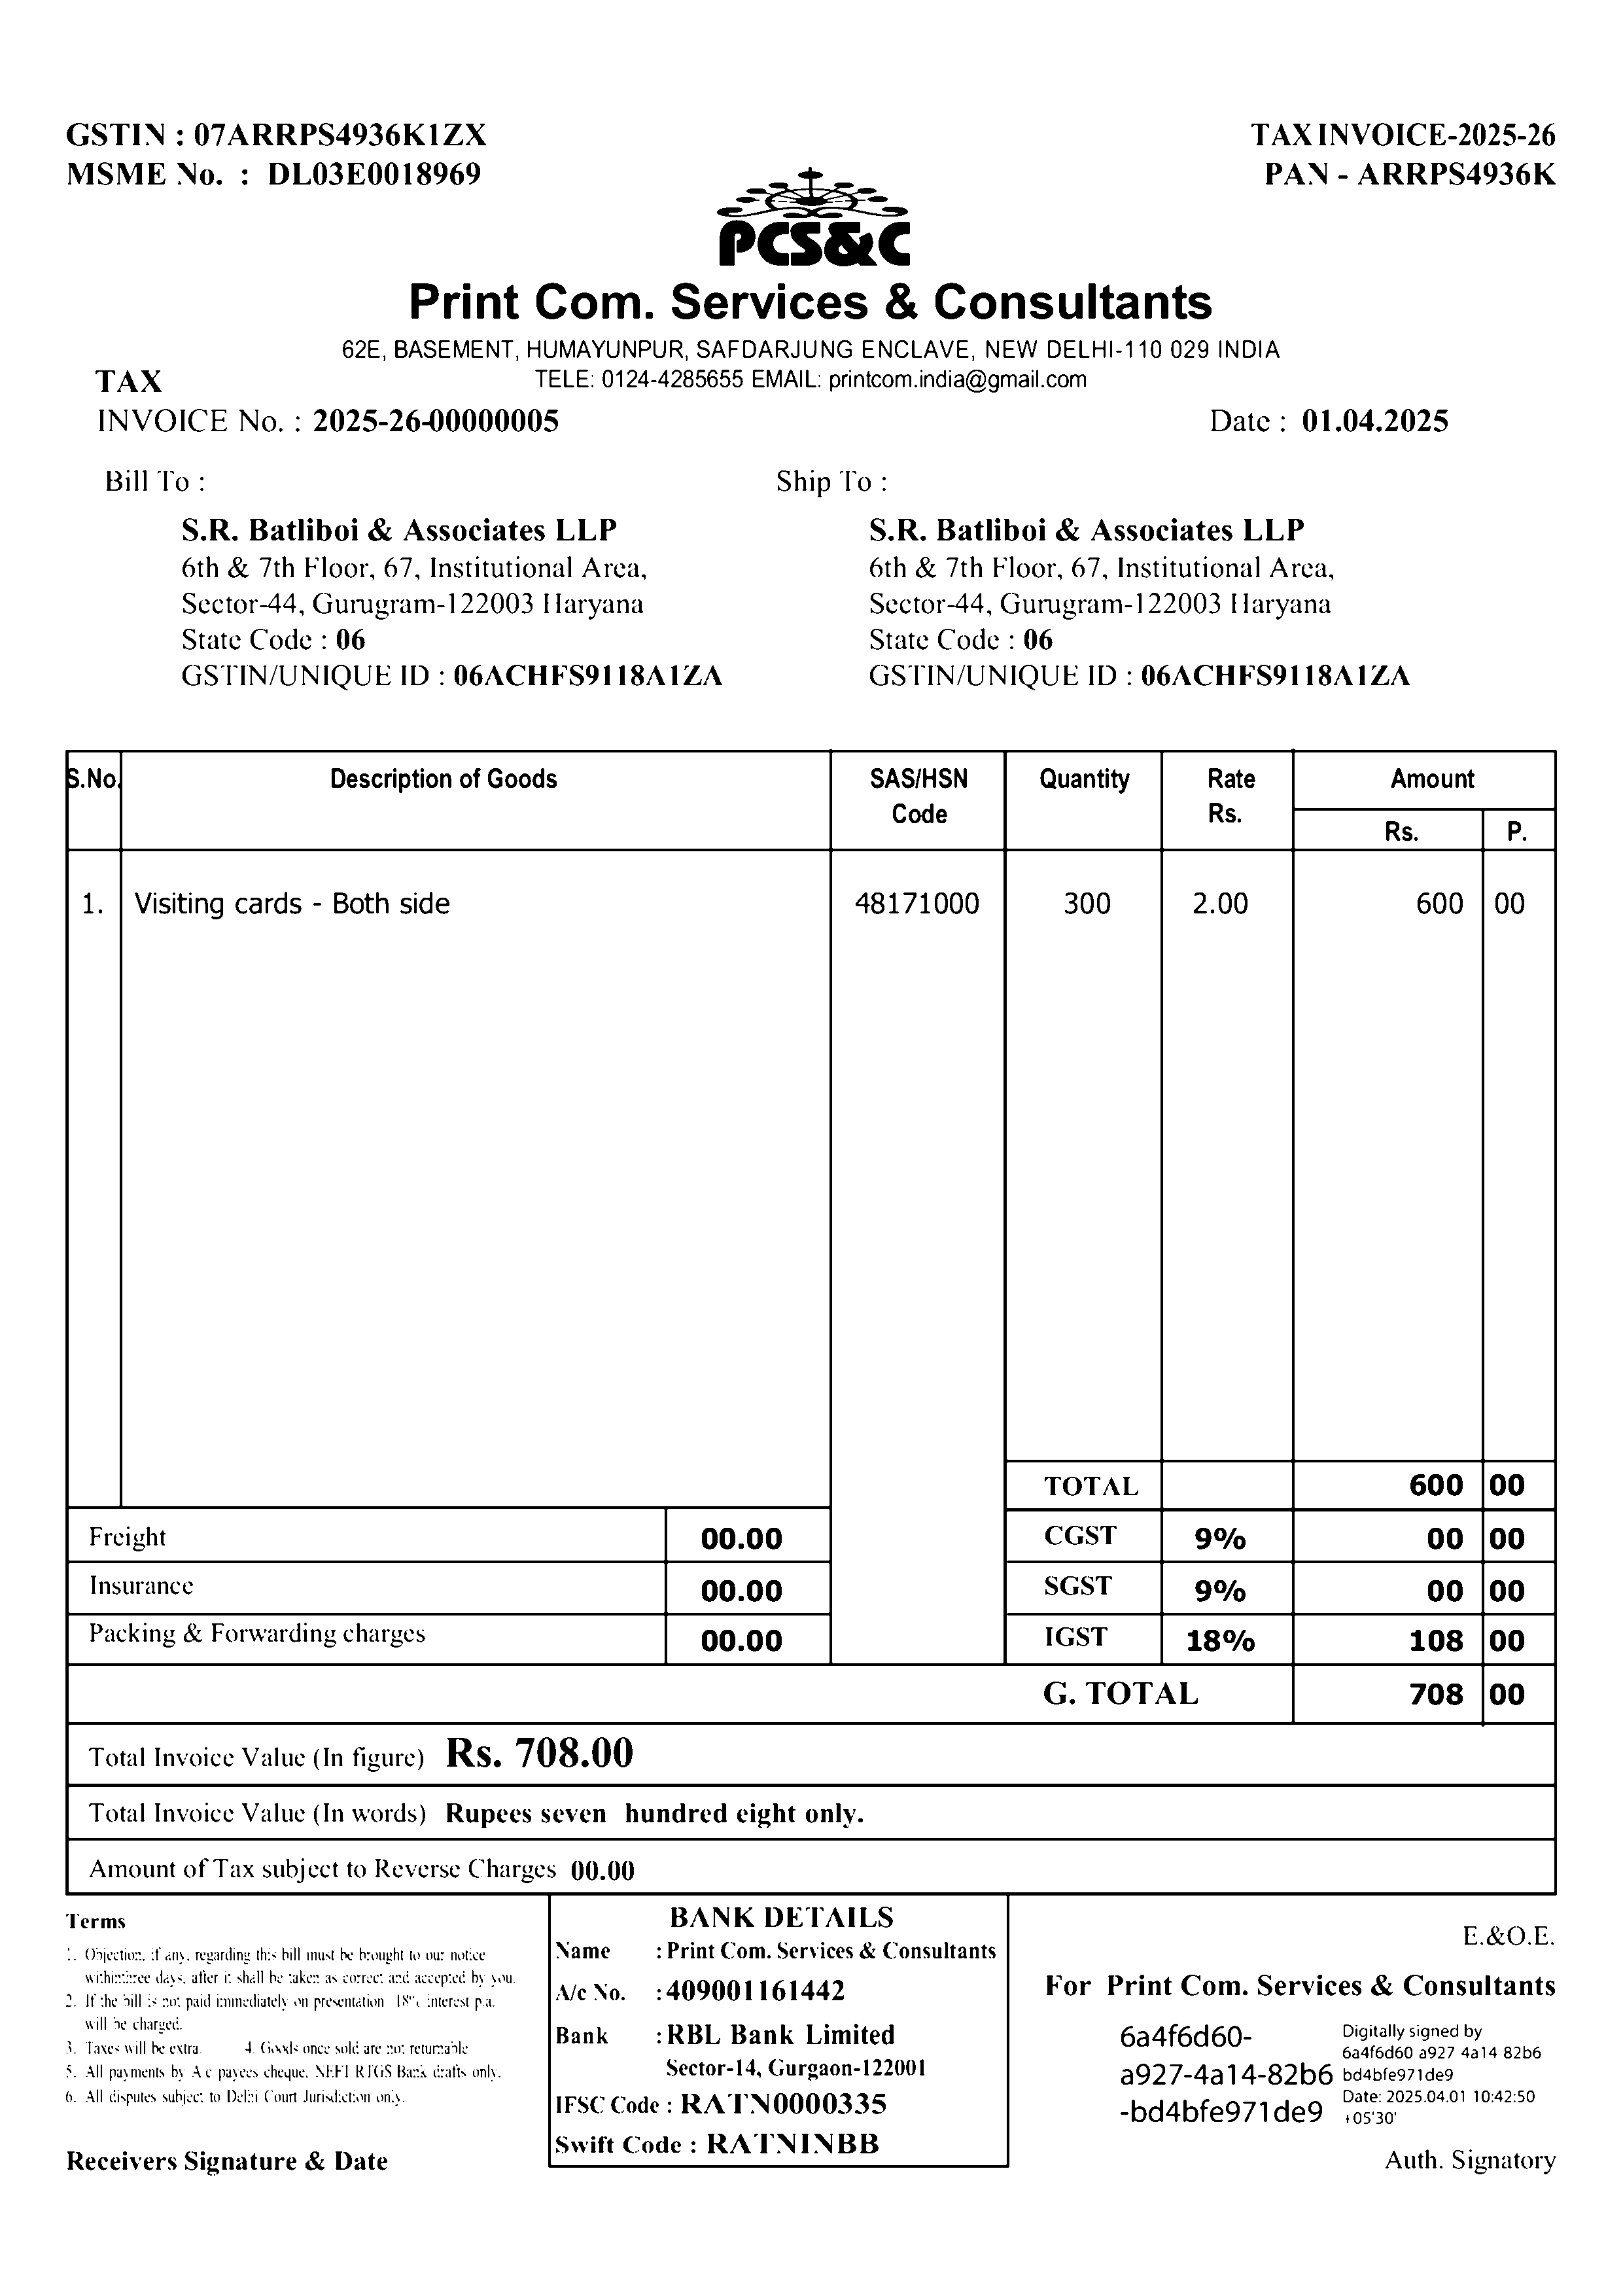 GSTIN : 07ARRPS4936K1ZX
TAX INVOICE-2025-26
MSME No. : DL03E0018969
PAN - ARRPS4936K
PCS&C
Print Com. Services & Consultants
62E, BASEMENT, HUMAYUNPUR, SAFDARJUNG ENCLAVE, NEW DELHI-110 029 INDIA
TELE: 0124-4285655 EMAIL: printcom.india@gmail.com
TAX
INVOICE No. : 2025-26-00000005
Date : 01.04.2025
Bill To :
S.R. Batliboi & Associates LLP
6th & 7th Floor, 67, Institutional Area,
Sector-44, Gurugram-122003 Haryana
State Code : 06
GSTIN/UNIQUE ID : 06ACHFS9118A1ZA
Ship To :
S.R. Batliboi & Associates LLP
6th & 7th Floor, 67, Institutional Area,
Sector-44, Gurugram-122003 Haryana
State Code : 06
GSTIN/UNIQUE ID : 06ACHFS9118A1ZA
S.No. Description of Goods SAS/HSN Code Quantity Rate Rs. Amount
Rs. P.
1. Visiting cards - Both side 48171000 300 2.00 600 00
TOTAL 600 00
Freight 00.00 CGST 9% 00 00
Insurance 00.00 SGST 9% 00 00
Packing & Forwarding charges 00.00 IGST 18% 108 00
G. TOTAL 708 00
Total Invoice Value (In figure) Rs. 708.00
Total Invoice Value (In words) Rupees seven hundred eight only.
Amount of Tax subject to Reverse Charges 00.00
Terms
1. Objection, if any, regarding this bill must be brought to our notice
within three days, after it shall be taken as correct and accepted by you.
2. If the bill is not paid immediately on presentation 18% interest p.a.
will be charged.
3. Taxes will be extra. 4. Goods once sold are not returnable
5. All payments by A/c payees cheque, NEFT RTGS Bank drafts only.
6. All disputes subject to Delhi Court Jurisdiction only.
Receivers Signature & Date
BANK DETAILS
Name : Print Com. Services & Consultants
A/c No. : 409001161442
Bank : RBL Bank Limited
Sector-14, Gurgaon-122001
IFSC Code : RATN0000335
Swift Code : RATNINBB
E.&O.E.
For Print Com. Services & Consultants
6a4f6d60-
a927-4a14-82b6
-bd4bfe971de9
Digitally signed by
6a4f6d60 a927 4a14 82b6
bd4bfe971de9
Date: 2025.04.01 10:42:50
+05'30'
Auth. Signatory